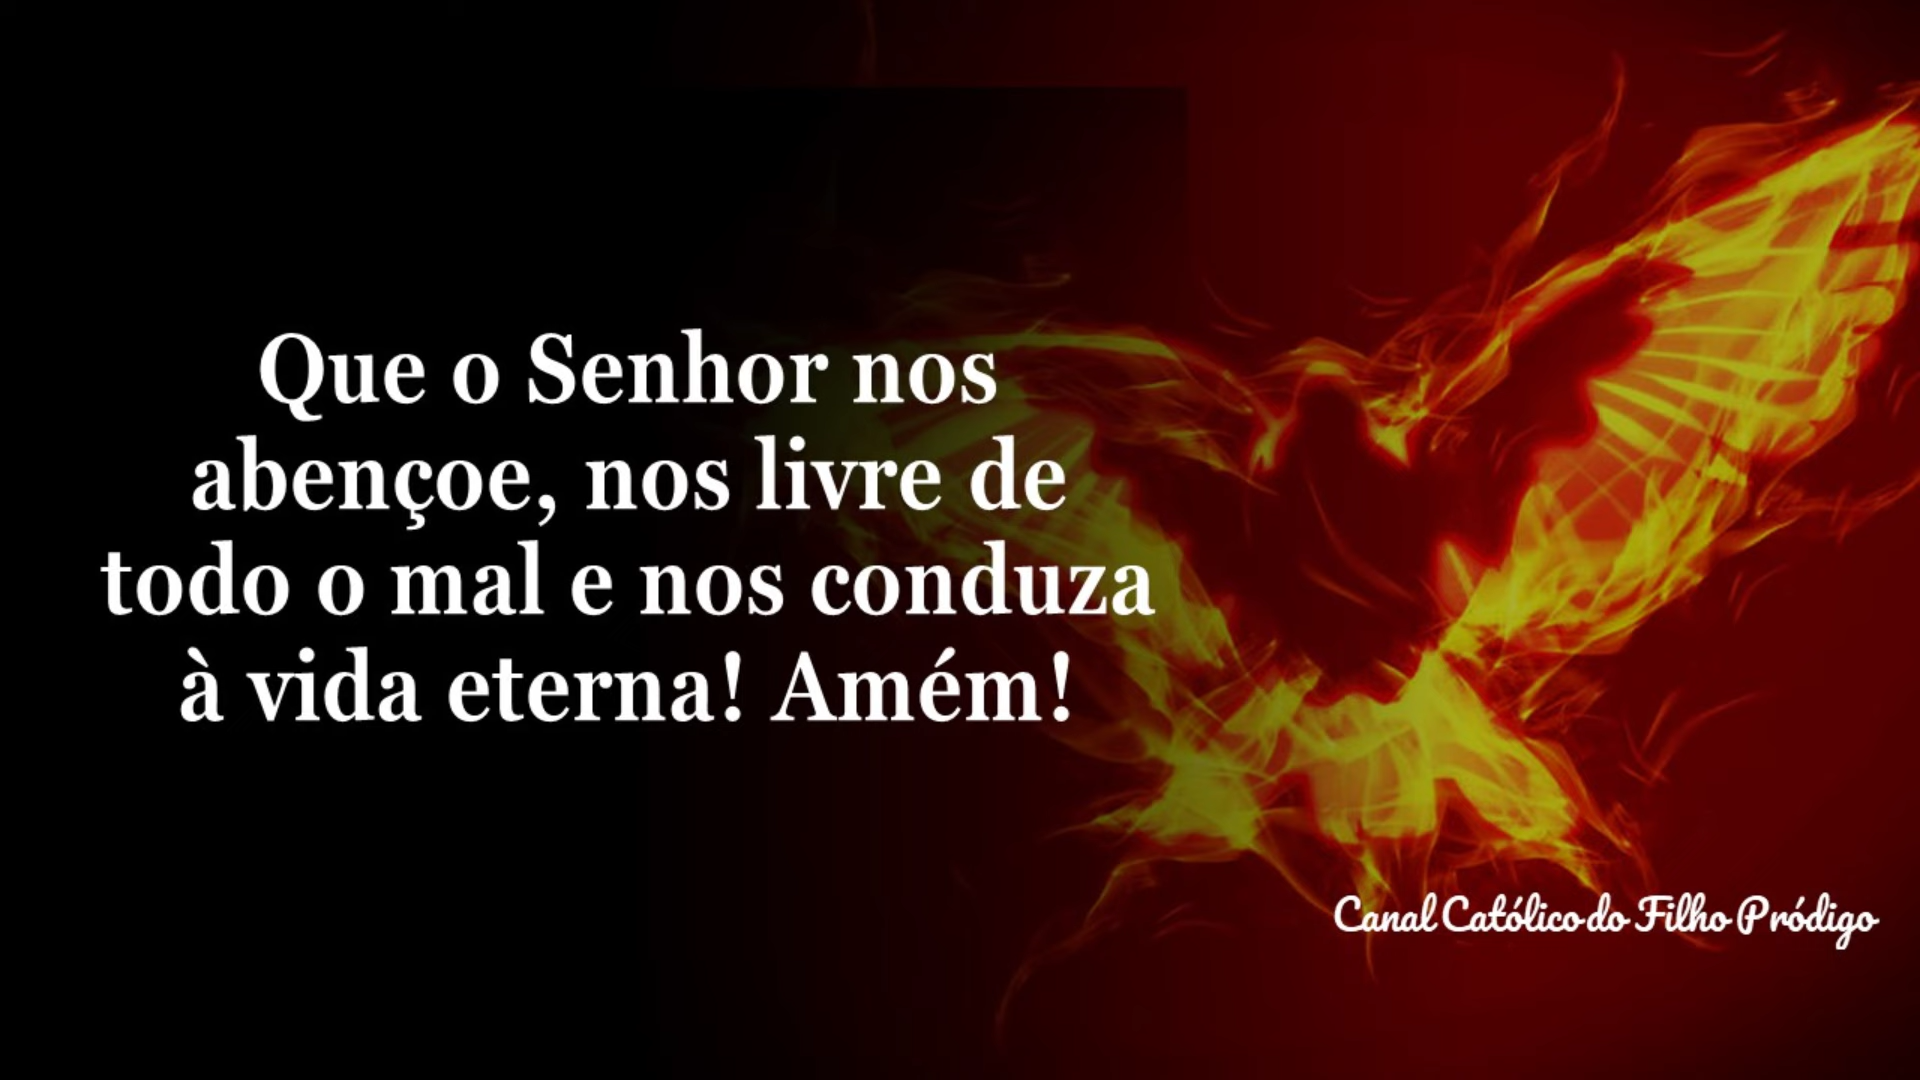 Que o Senhor nos
abençoe, nos livre de
todo o mal e nos conduza
à vida eterna! Amém!
Canal Católico do Filho Pródigo